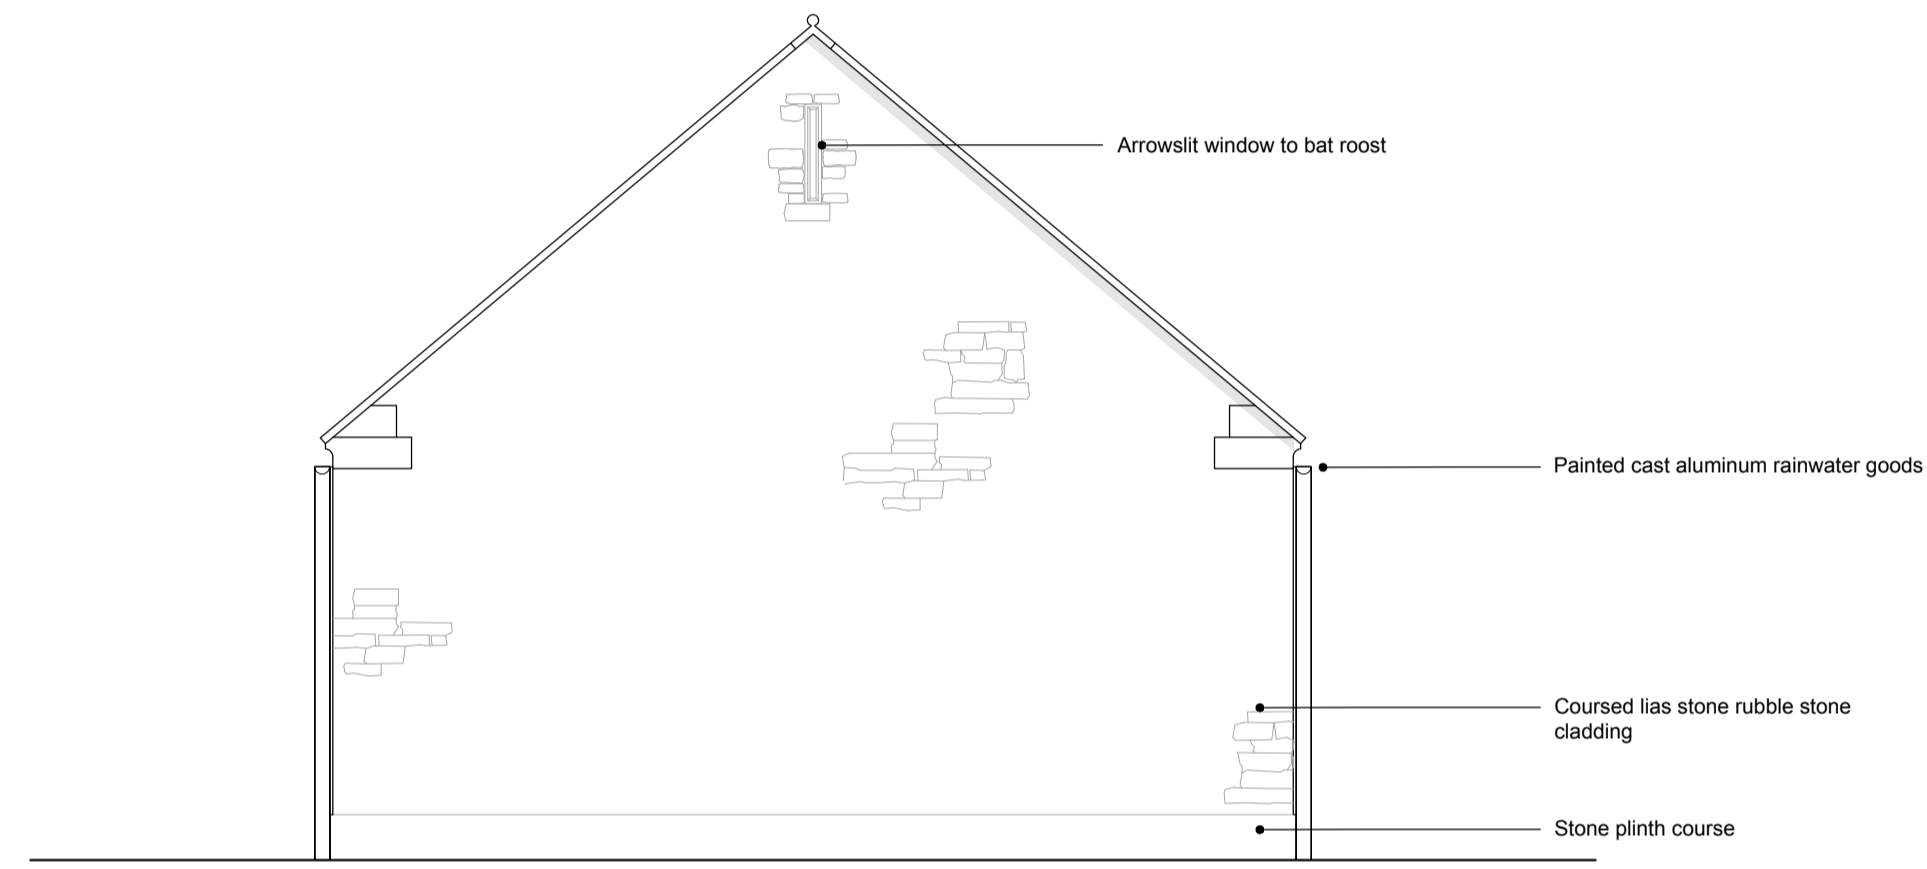 Arrowslit window to bat roost
Painted cast aluminum rainwater goods
Coursed lias stone rubble stone
cladding
Stone plinth course